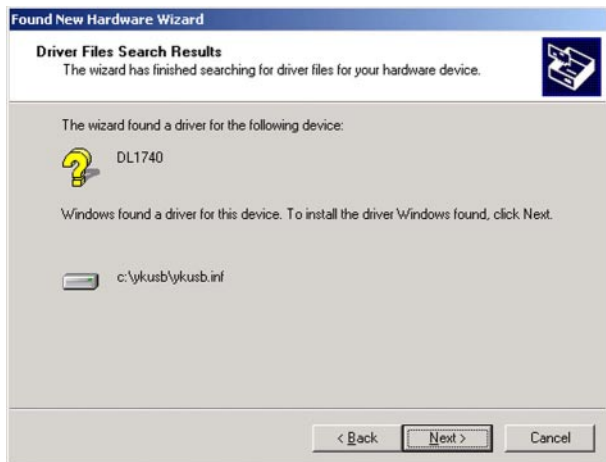 Found New Hardware Wizard
Driver Files Search Results
The wizard has finished searching for driver files for your hardware device.
The wizard found a driver for the following device:
DL1740
Windows found a driver for this device. To install the driver Windows found, click Next.
c:\ykusb\ykusb.inf
< Back
Next >
Cancel